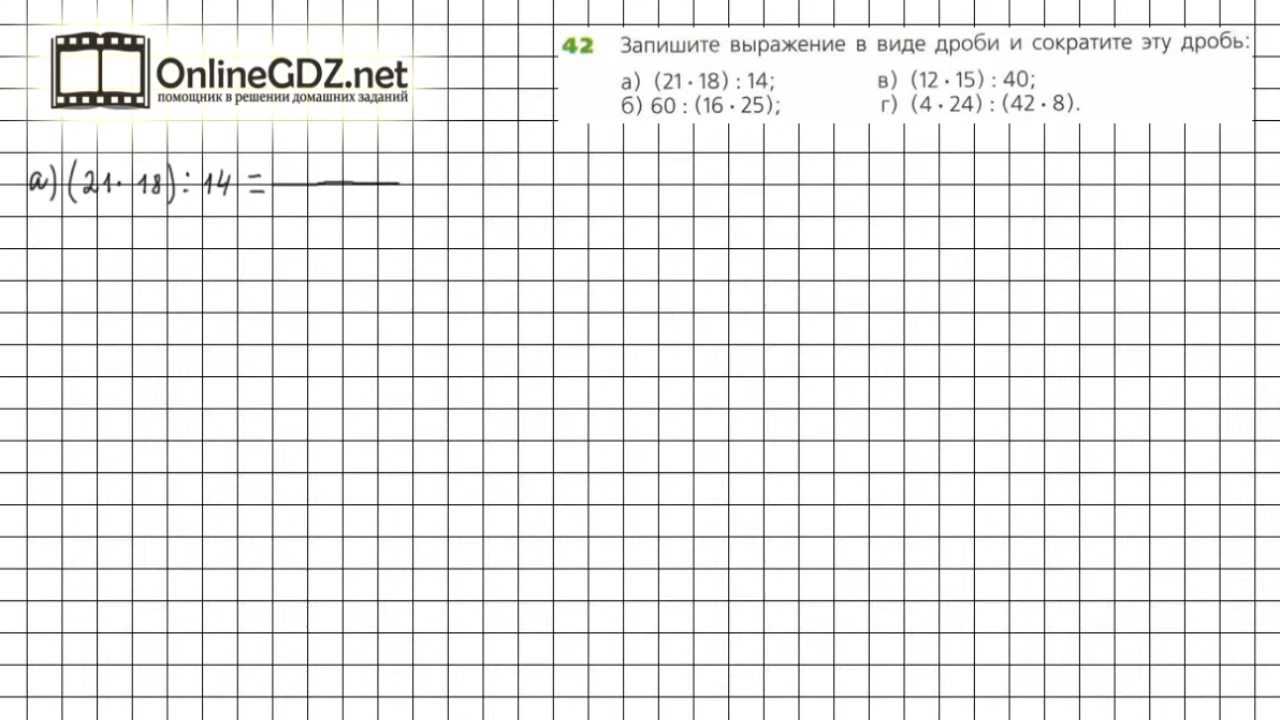 OnlineGDZ.net
помощник в решении домашних заданий
42 Запишите выражение в виде дроби и сократите эту дробь:
а) (21 · 18) : 14; в) (12 · 15) : 40;
б) 60 : (16 · 25); г) (4 · 24) : (42 · 8).
а) (21 · 18) : 14 =